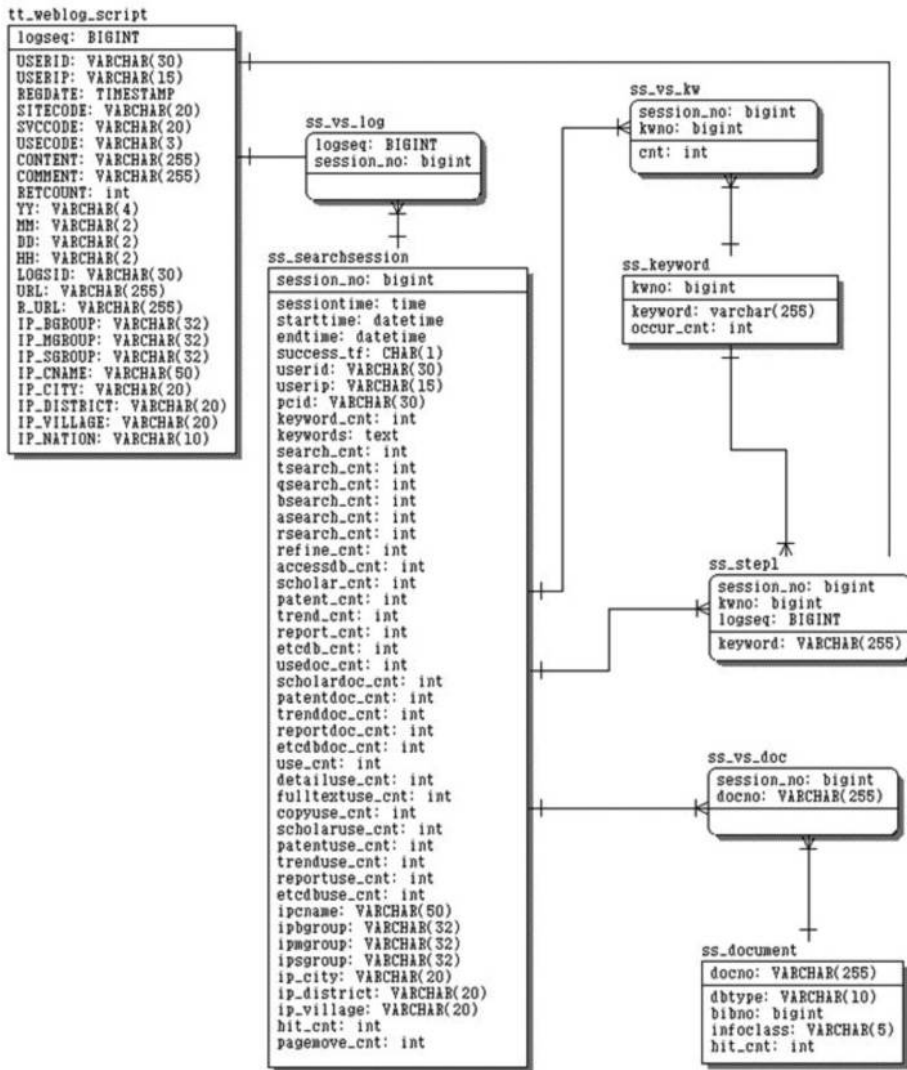 tt_weblog_script
logseq: BIGINT
USERID: VARCHAR(30)
USERIP: VARCHAR(15)
REGDATE: TIMESTAMP
SITECODE: VARCHAR(20)
SVCCODE: VARCHAR(20)
USECODE: VARCHAR(3)
CONTENT: VARCHAR(255)
COMMENT: VARCHAR(255)
RETCOUNT: int
YY: VARCHAR(4)
MM: VARCHAR(2)
DD: VARCHAR(2)
HH: VARCHAR(2)
LOGSID: VARCHAR(30)
URL: VARCHAR(255)
R_URL: VARCHAR(255)
IP_BGROUP: VARCHAR(32)
IP_MGROUP: VARCHAR(32)
IP_SGROUP: VARCHAR(32)
IP_CNAME: VARCHAR(50)
IP_CITY: VARCHAR(20)
IP_DISTRICT: VARCHAR(20)
IP_VILLAGE: VARCHAR(20)
IP_NATION: VARCHAR(10)
ss_vs_log
logseq: BIGINT
session_no: bigint
ss_searchsession
session_no: bigint
sessiontime: time
starttime: datetime
endtime: datetime
success_tf: CHAR(1)
userid: VARCHAR(30)
userip: VARCHAR(15)
pcid: VARCHAR(30)
keyword_cnt: int
keywords: text
search_cnt: int
tsearch_cnt: int
qsearch_cnt: int
bsearch_cnt: int
asearch_cnt: int
rsearch_cnt: int
refine_cnt: int
accessdb_cnt: int
scholar_cnt: int
patent_cnt: int
trend_cnt: int
report_cnt: int
etcdb_cnt: int
usedoc_cnt: int
scholardoc_cnt: int
patentdoc_cnt: int
trenddoc_cnt: int
reportdoc_cnt: int
etcdbdoc_cnt: int
use_cnt: int
detailuse_cnt: int
fulltextuse_cnt: int
copyuse_cnt: int
scholaruse_cnt: int
patentuse_cnt: int
trenduse_cnt: int
reportuse_cnt: int
etcdbuse_cnt: int
ipcname: VARCHAR(50)
ipbgroup: VARCHAR(32)
ipmgroup: VARCHAR(32)
ipsgroup: VARCHAR(32)
ip_city: VARCHAR(20)
ip_district: VARCHAR(20)
ip_village: VARCHAR(20)
hit_cnt: int
pagemove_cnt: int
ss_vs_kw
session_no: bigint
kwno: bigint
cnt: int
ss_keyword
kwno: bigint
keyword: varchar(255)
occur_cnt: int
ss_step1
session_no: bigint
kwno: bigint
logseq: BIGINT
keyword: VARCHAR(255)
ss_vs_doc
session_no: bigint
docno: VARCHAR(255)
ss_document
docno: VARCHAR(255)
dbtype: VARCHAR(10)
bibno: bigint
infoclass: VARCHAR(5)
hit_cnt: int